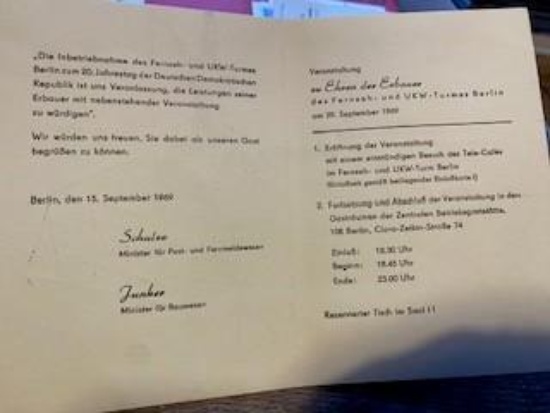 „Die Inbetriebnahme des Fernseh- und UKW-Turmes
Berlin zum 20. Jahrestag der Deutschen Demokratischen
Republik ist uns Veranlassung, die Leistungen seiner
Erbauer mit nebenstehender Veranstaltung
zu würdigen".
Wir würden uns freuen, Sie dabei als unseren Gast
begrüßen zu können.
Berlin, den 15. September 1969
Schulze
Minister für Post- und Fernmeldewesen
Junker
Minister für Bauwesen
Veranstaltung
zu Ehren der Erbauer
des Fernseh- und UKW-Turmes Berlin
am September 1969
1. Eröffnung der Veranstaltung
mit einem einstündigen Besuch des Tele-Cafes
im Fernseh- und UKW-Turm Berlin
(Einlaß gemäß beiliegender Einlaßkarte!)
2. Fortsetzung und Abschluß der Veranstaltung in den
Gasträumen der Zentralen Betriebsgaststätte,
108 Berlin, Clara-Zetkin-Straße
Einlaß: 18.30 Uhr
Beginn: 19.45 Uhr
Ende: 23.00 Uhr
Reservierter Tisch im Saal